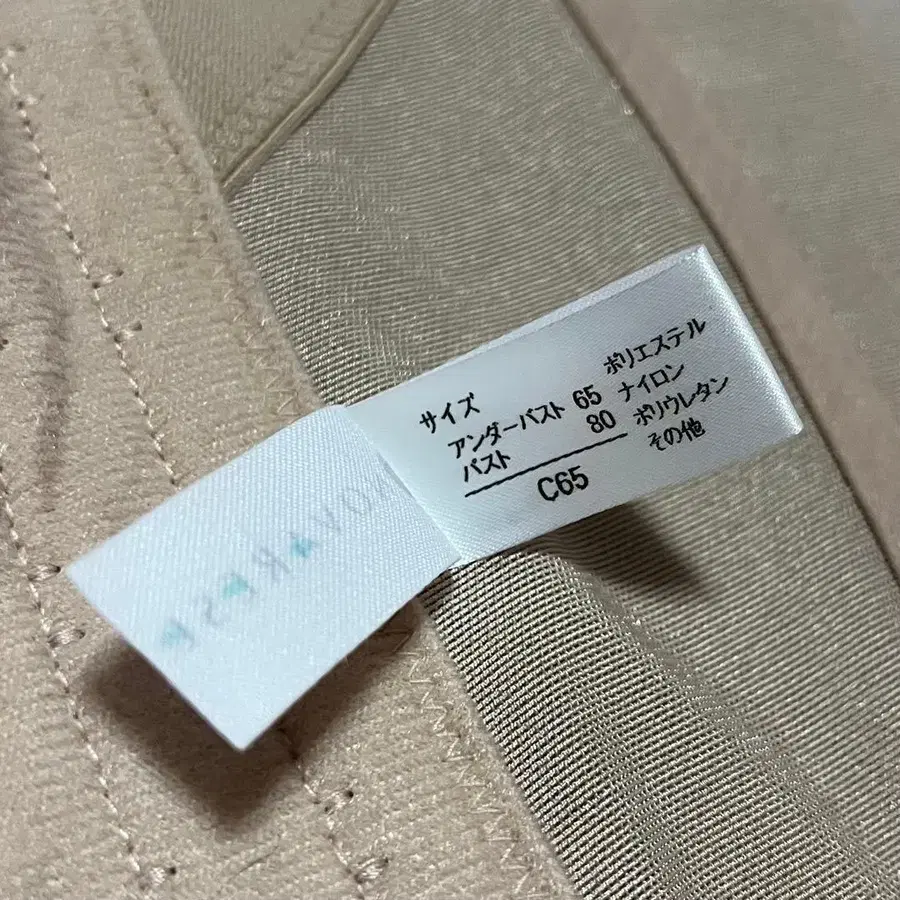 サイズ
アンダーバスト 65
バスト 80
C65
ポリエステル
ナイロン
ポリウレタン
その他